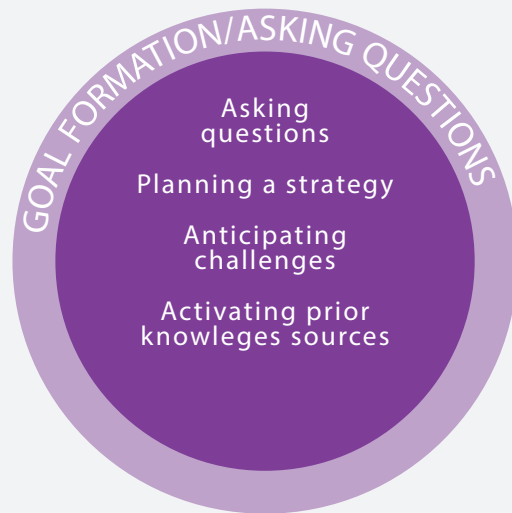 GOAL FORMATION/ASKING QUESTIONS
Asking
questions
Planning a strategy
Anticipating
challenges
Activating prior
knowleges sources